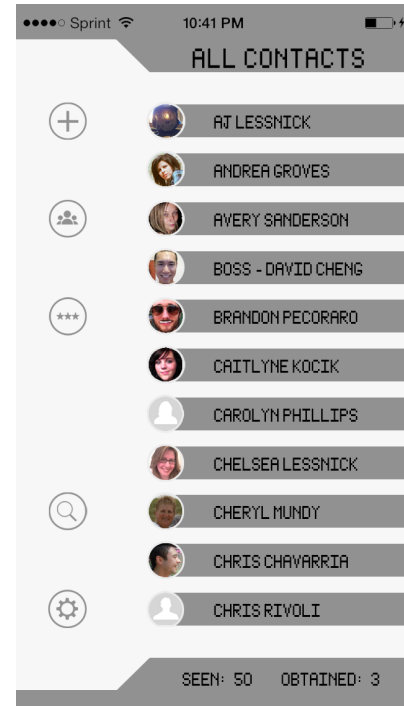 Sprint 10:41 PM
ALL CONTACTS
AJ LESSNICK
ANDREA GROVES
AVERY SANDERSON
BOSS - DAVID CHENG
BRANDON PECORARO
CAITLYNE KOCIK
CAROLYN PHILLIPS
CHELSEA LESSNICK
CHERYL MUNDY
CHRIS CHAVARRIA
CHRIS RIVOLI
SEEN: 50 OBTAINED: 3